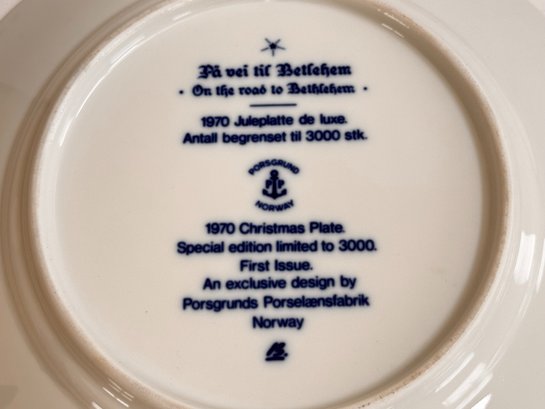 På vei til Betlehem
· On the road to Bethlehem ·
1970 Juleplatte de luxe.
Antall begrenset til 3000 stk.
PORSGRUND
P P
NORWAY
1970 Christmas Plate.
Special edition limited to 3000.
First Issue.
An exclusive design by
Porsgrunds Porselænsfabrik
Norway